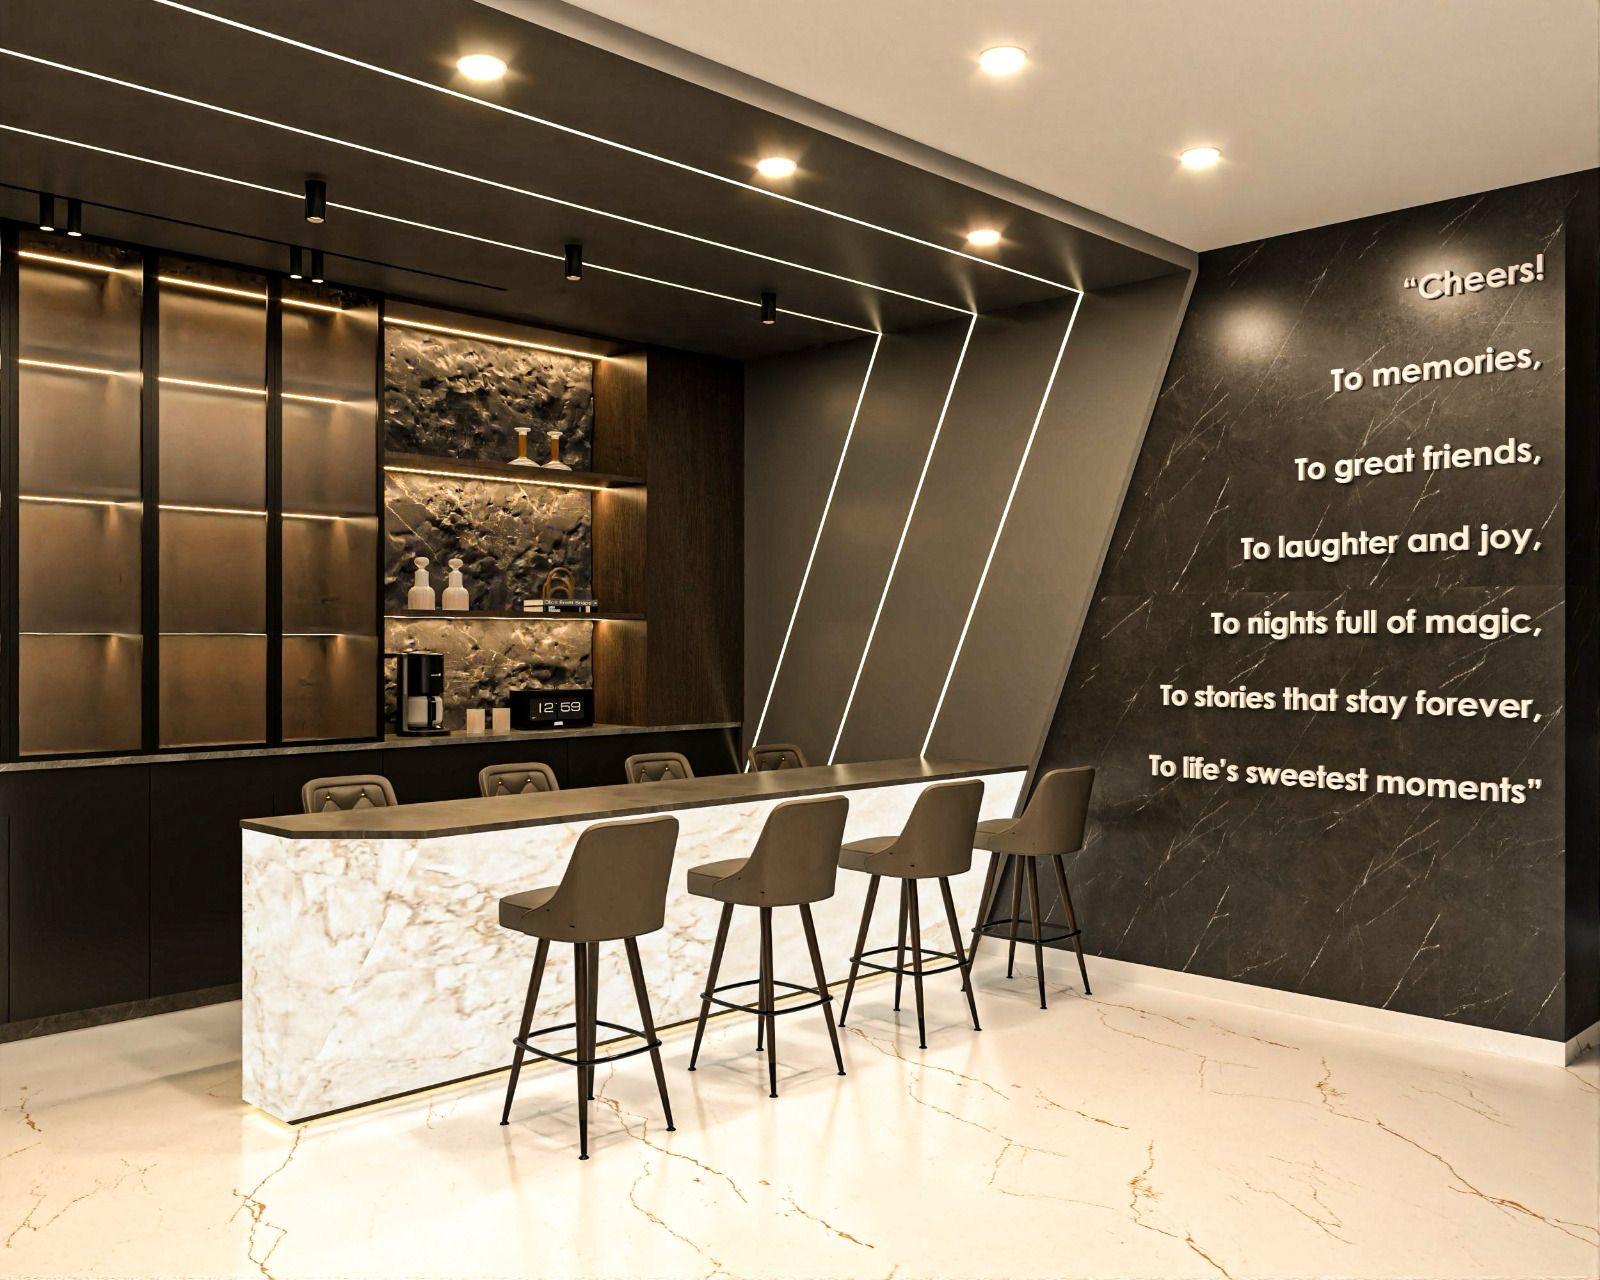 “Cheers!
To memories,
To great friends,
To laughter and joy,
To nights full of magic,
To stories that stay forever,
To life’s sweetest moments”
12 59